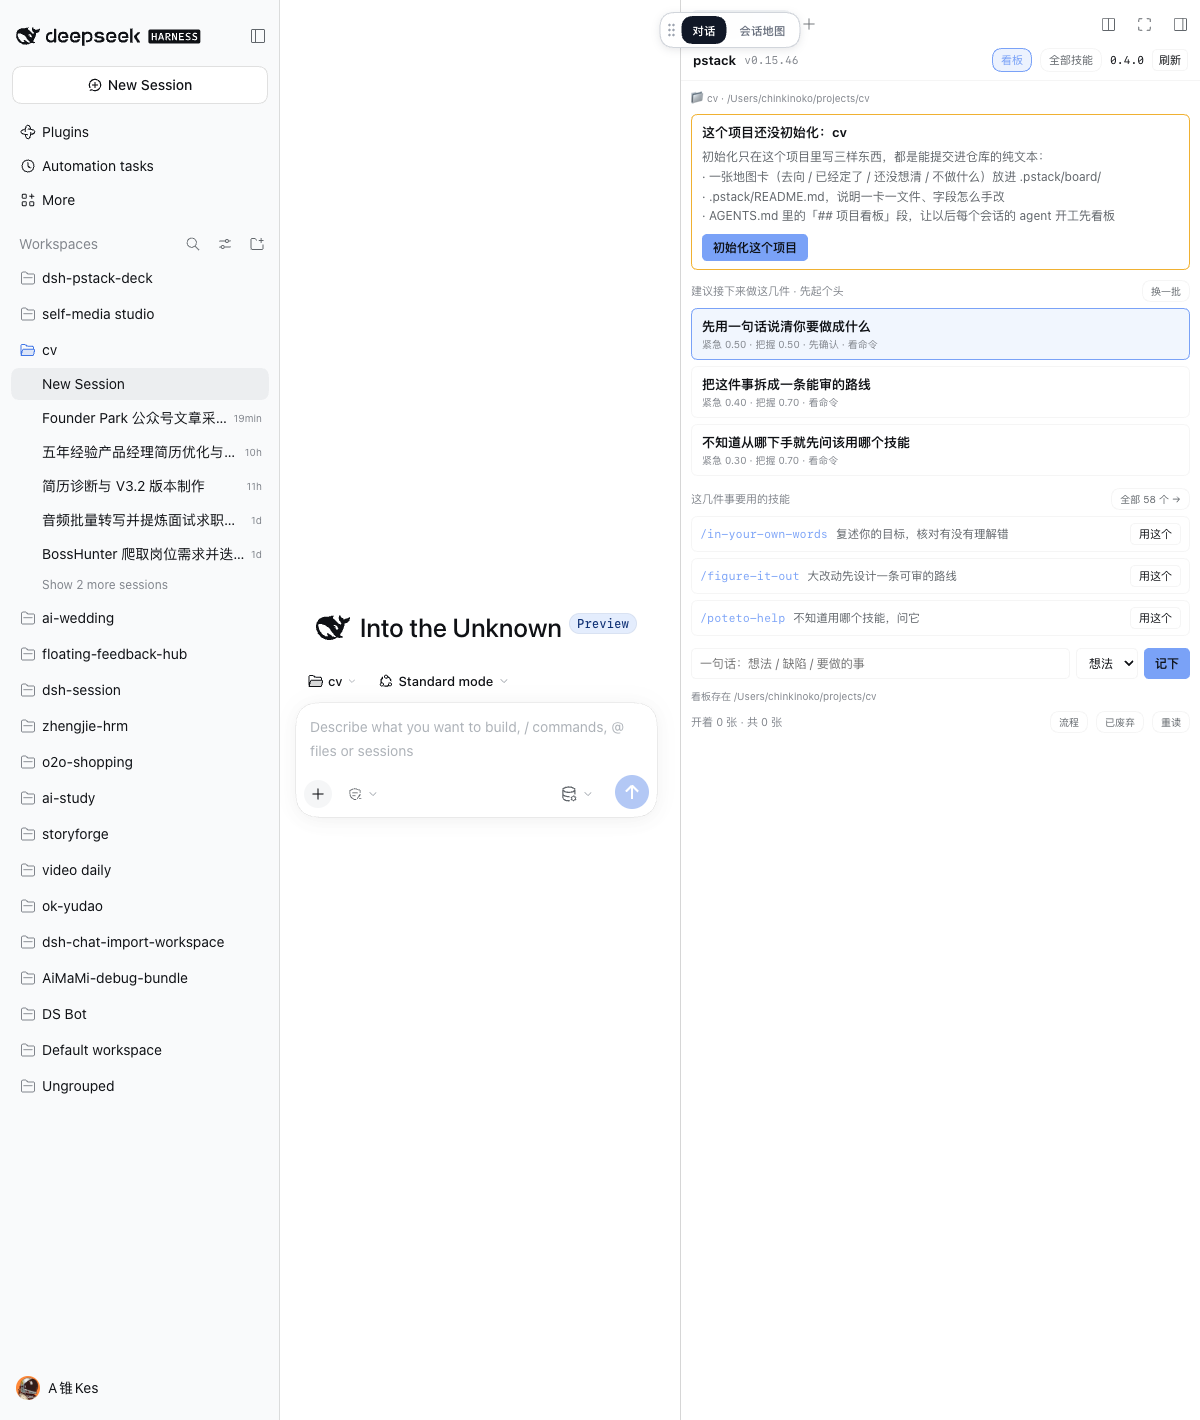 deepseek HARNESS
New Session
Plugins
Automation tasks
More
Workspaces
dsh-pstack-deck
self-media studio
cv
New Session
Founder Park 公众号文章采... 19min
五年经验产品经理简历优化与... 10h
简历诊断与 V3.2 版本制作 11h
音频批量转写并提炼面试求职... 1d
BossHunter 爬取岗位需求并迭... 1d
Show 2 more sessions
ai-wedding
floating-feedback-hub
dsh-session
zhengjie-hrm
o2o-shopping
ai-study
storyforge
video daily
ok-yudao
dsh-chat-import-workspace
AiMaMi-debug-bundle
DS Bot
Default workspace
Ungrouped
A锥Kes
Into the Unknown Preview
cv Standard mode
Describe what you want to build, / commands, @
files or sessions
对话 会话地图
pstack v0.15.46 看板 全部技能 0.4.0 刷新
cv · /Users/chinkinoko/projects/cv
这个项目还没初始化：cv
初始化只在这个项目里写三样东西，都是能提交进仓库的纯文本：
· 一张地图卡（去向 / 已经定了 / 还没想清 / 不做什么）放进 .pstack/board/
· .pstack/README.md，说明一卡一文件、字段怎么手改
· AGENTS.md 里的「## 项目看板」段，让以后每个会话的 agent 开工先看板
初始化这个项目
建议接下来做这几件 · 先起个头 换一批
先用一句话说清你要做成什么
紧急 0.50 · 把握 0.50 · 先确认 · 看命令
把这件事拆成一条能审的路线
紧急 0.40 · 把握 0.70 · 看命令
不知道从哪下手就先问该用哪个技能
紧急 0.30 · 把握 0.70 · 看命令
这几件事要用的技能 全部 58 个 →
/in-your-own-words 复述你的目标，核对有没有理解错 用这个
/figure-it-out 大改动先设计一条可审的路线 用这个
/poteto-help 不知道用哪个技能，问它 用这个
一句话：想法 / 缺陷 / 要做的事 想法 记下
看板存在 /Users/chinkinoko/projects/cv
开着 0 张 · 共 0 张 流程 已废弃 重读